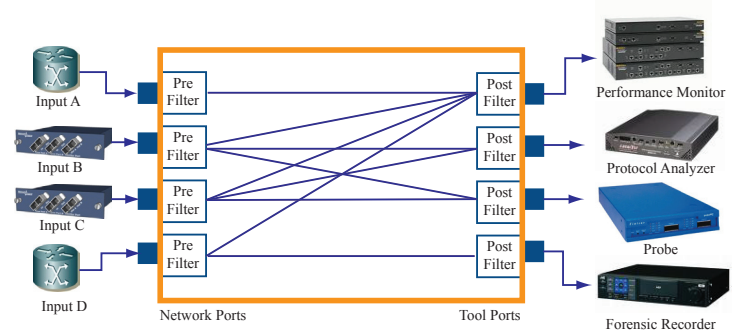 Input A
Pre
Filter
Post
Filter
Performance Monitor
Input B
Pre
Filter
Post
Filter
Protocol Analyzer
Input C
Pre
Filter
Post
Filter
Probe
Input D
Pre
Filter
Post
Filter
Forensic Recorder
Network Ports
Tool Ports